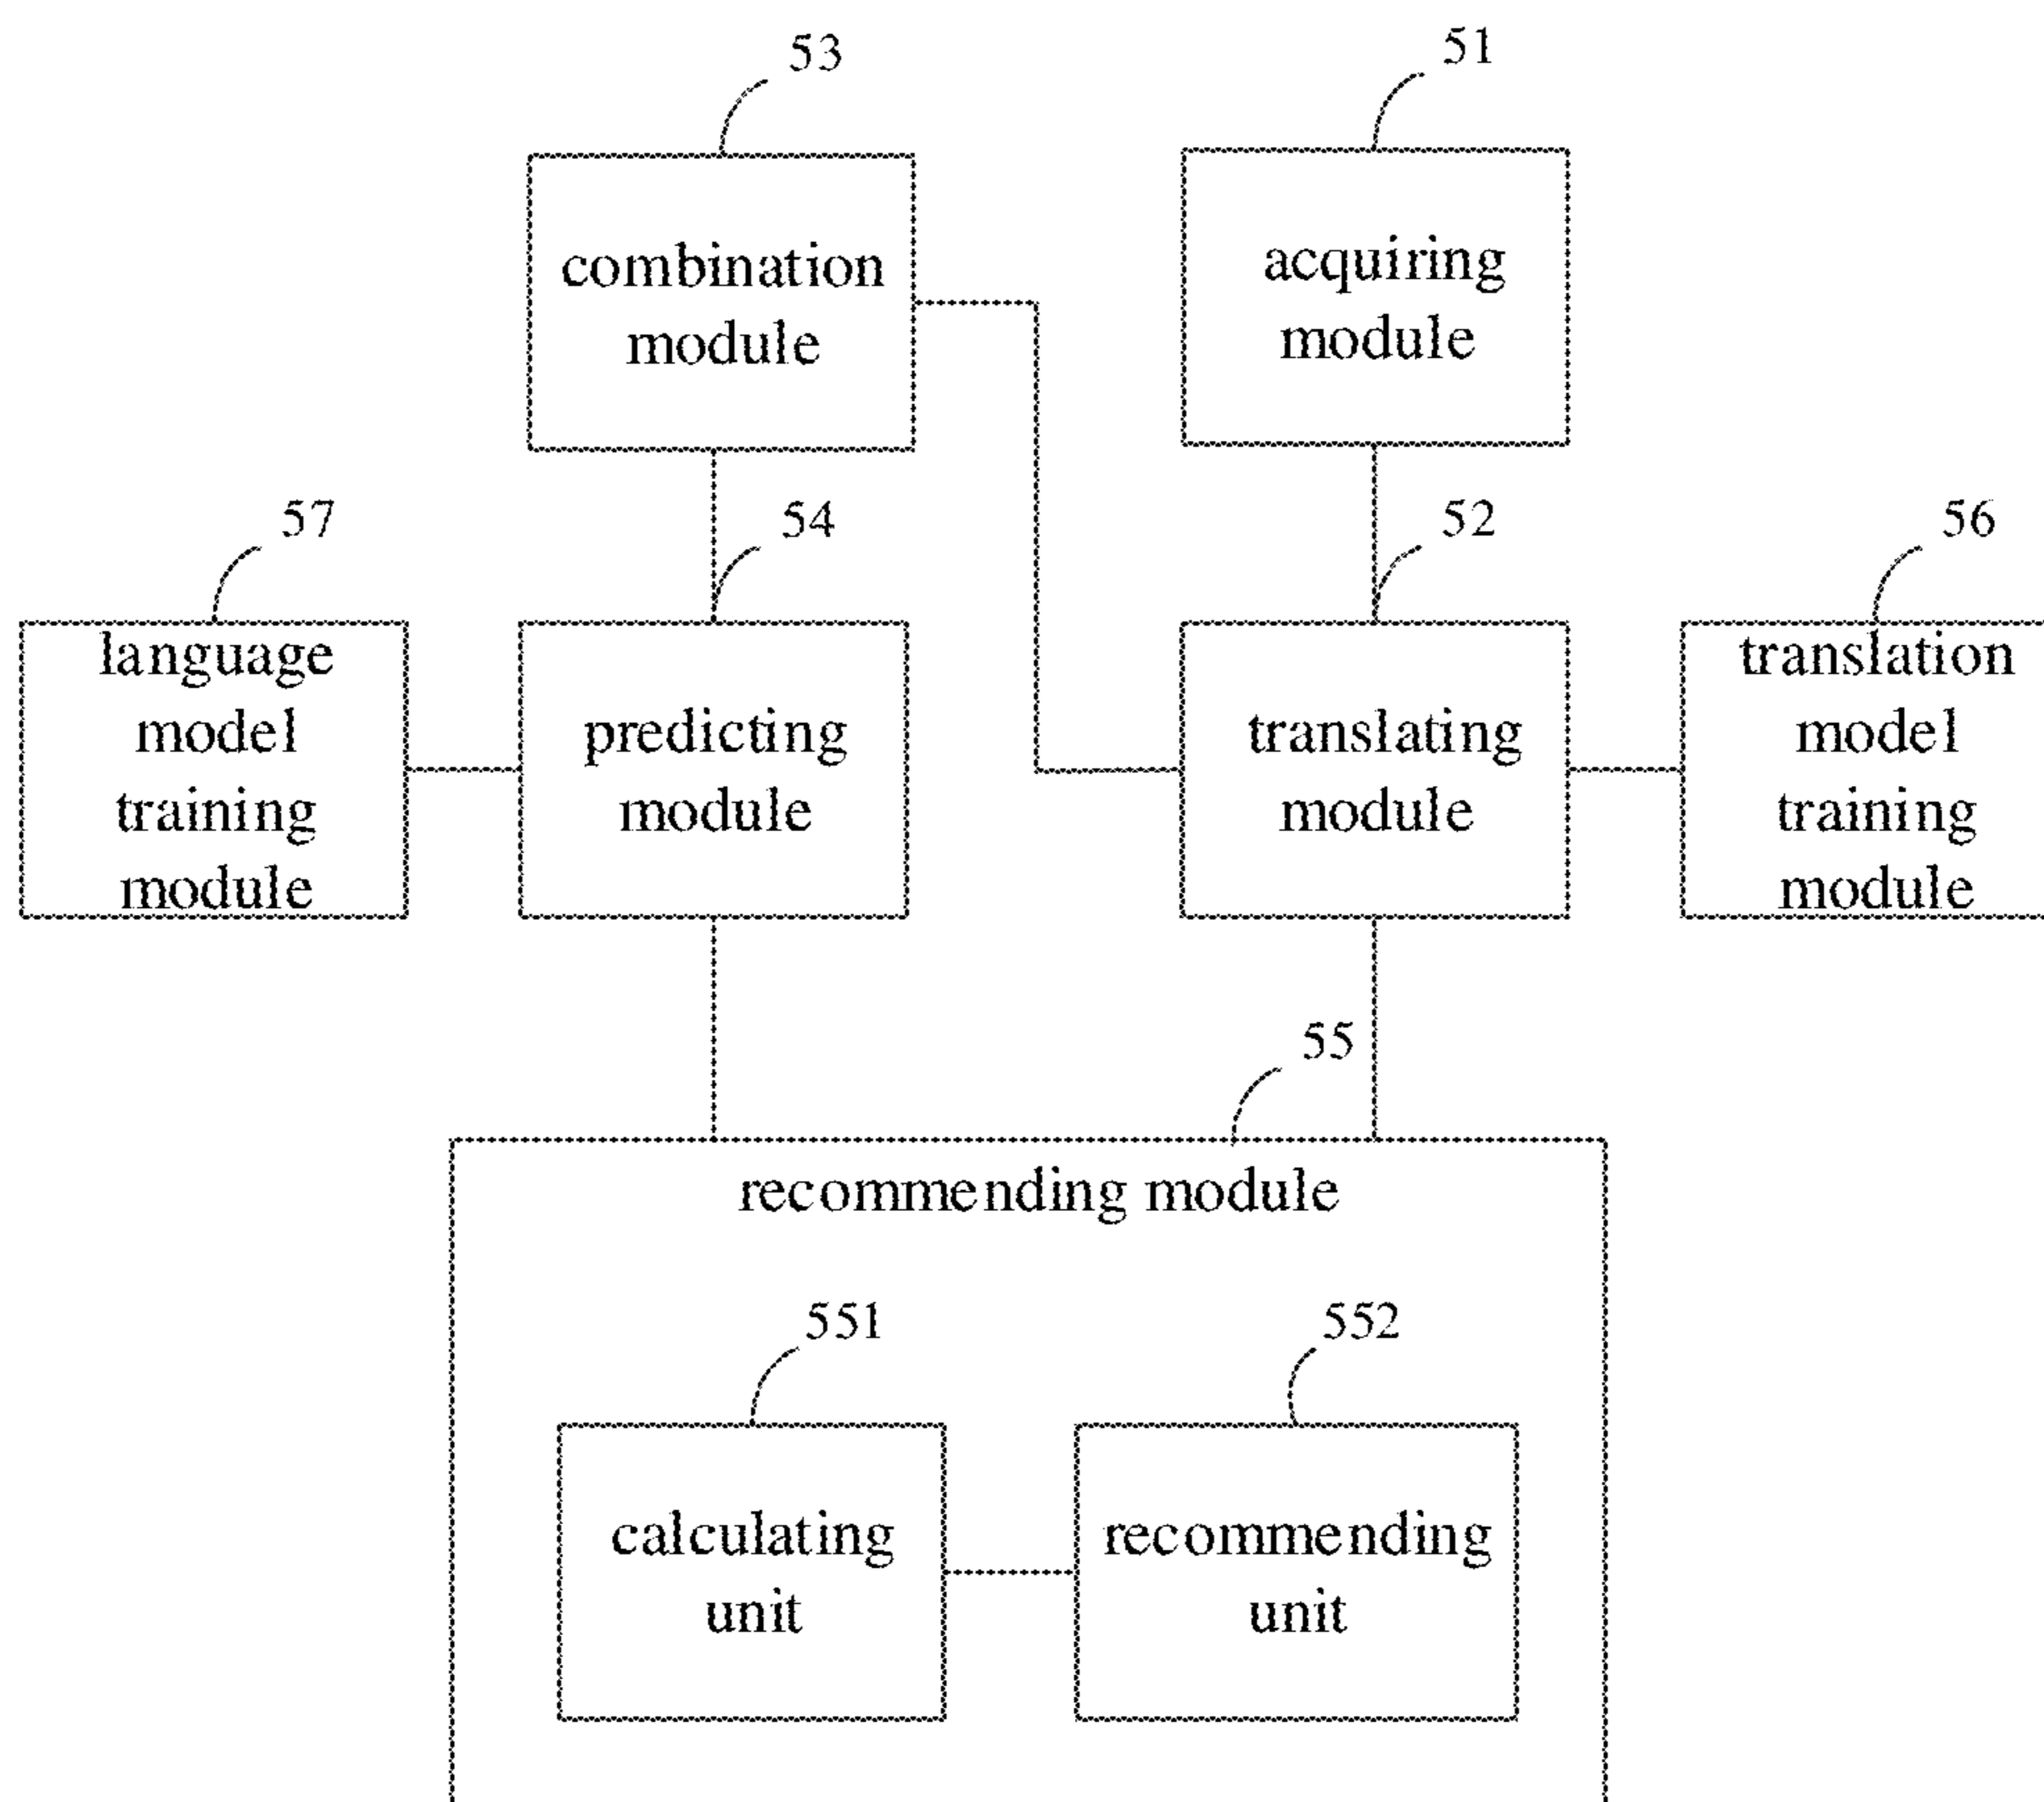 53
51
combination
module
acquiring
module
57
54
52
56
language
model
training
module
predicting
module
translating
module
translation
model
training
module
55
recommending module
551
552
calculating
unit
recommending
unit